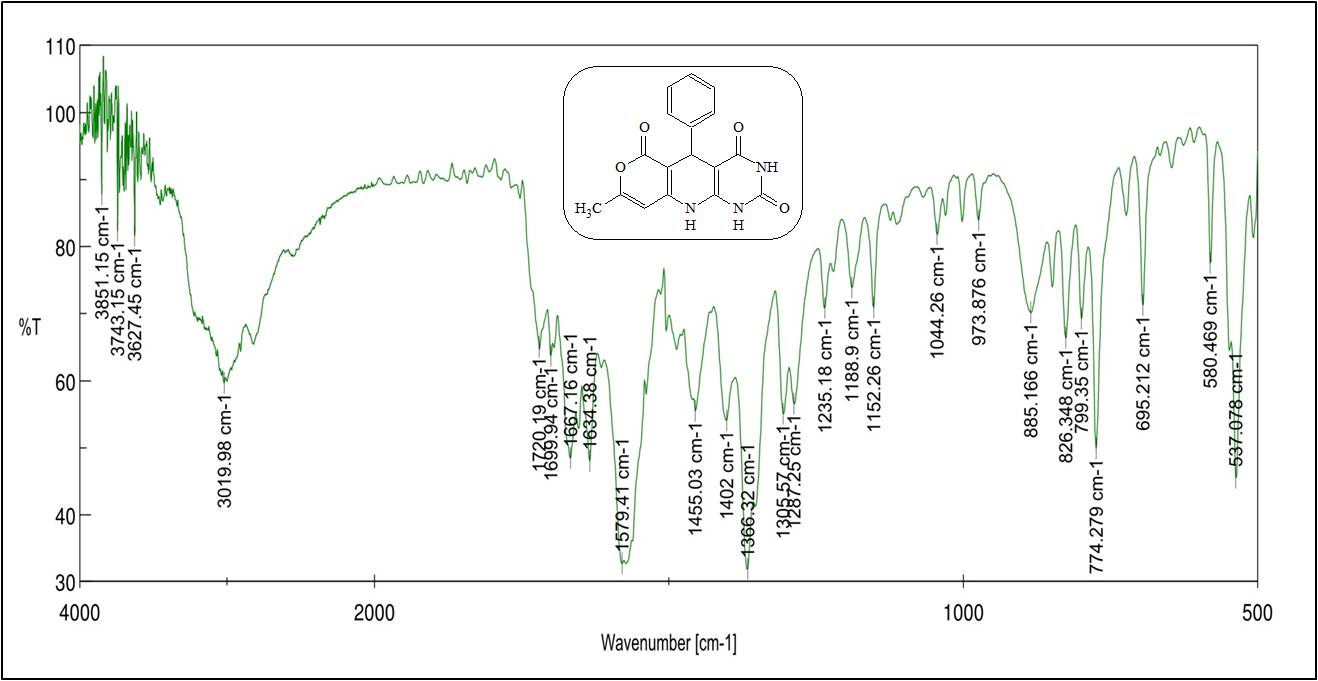 110
100
80
60
40
30
%T
4000
2000
1000
500
Wavenumber [cm-1]
3851.15 cm-1
3743.15 cm-1
3627.45 cm-1
3019.98 cm-1
1720.19 cm-1
1699.94 cm-1
1667.16 cm-1
1634.38 cm-1
1579.41 cm-1
1455.03 cm-1
1402 cm-1
1366.32 cm-1
1305.57 cm-1
1287.25 cm-1
1235.18 cm-1
1188.9 cm-1
1152.26 cm-1
1044.26 cm-1
973.876 cm-1
885.166 cm-1
826.348 cm-1
799.35 cm-1
774.279 cm-1
695.212 cm-1
580.469 cm-1
537.078 cm-1
O
O
O
NH
H3C
N
H
N
H
O